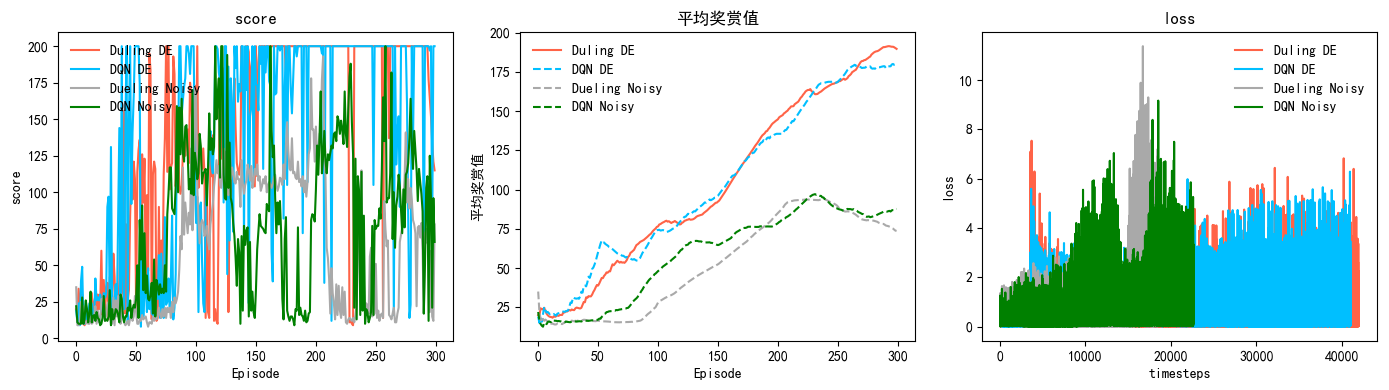 score
200
175
150
125
100
75
50
25
0
score
Duling DE
DQN DE
Dueling Noisy
DQN Noisy
0
50
100
150
200
250
300
Episode
平均奖赏值
200
175
150
125
100
75
50
25
平均奖赏值
Duling DE
DQN DE
Dueling Noisy
DQN Noisy
0
50
100
150
200
250
300
Episode
loss
10
8
6
4
2
0
loss
Duling DE
DQN DE
Dueling Noisy
DQN Noisy
0
10000
20000
30000
40000
timesteps